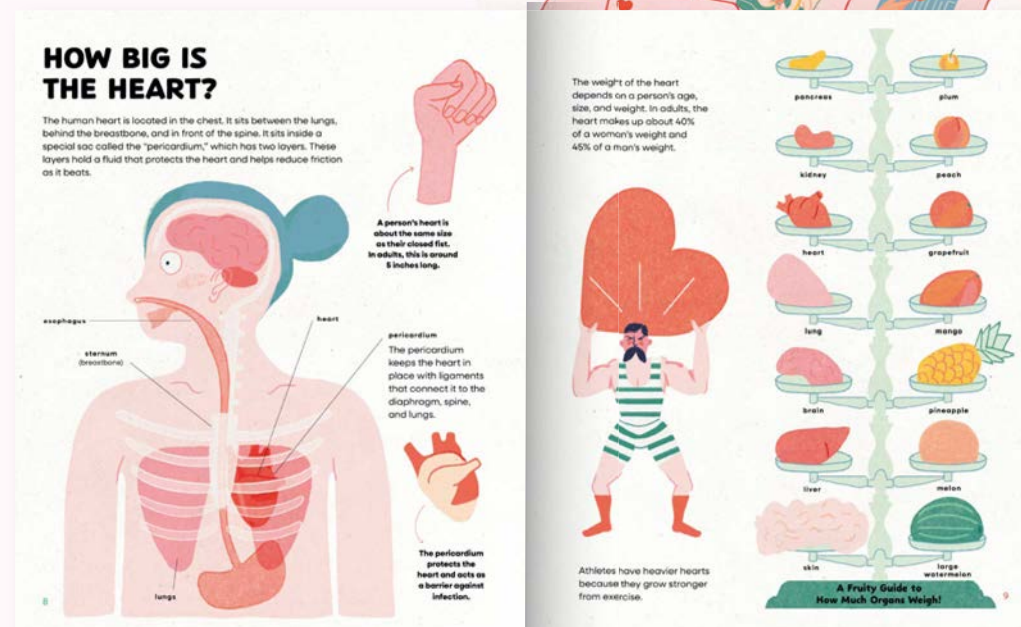 HOW BIG IS
THE HEART?
The human heart is located in the chest. It sits between the lungs,
behind the breastbone, and in front of the spine. It sits inside a
special sac called the "pericardium," which has two layers. These
layers hold a fluid that protects the heart and helps reduce friction
as it beats.
A person's heart is
about the same size
as their closed fist.
In adults, this is around
5 inches long.
esophagus
sternum
(breastbone)
heart
pericardium
The pericardium
keeps the heart in
place with ligaments
that connect it to the
diaphragm, spine,
and lungs.
The pericardium
protects the
heart and acts as
a barrier against
infection.
lungs
8
The weight of the heart
depends on a person's age,
size, and weight. In adults, the
heart makes up about 40%
of a woman's weight and
45% of a man's weight.
Athletes have heavier hearts
because they grow stronger
from exercise.
pancreas
plum
kidney
peach
heart
grapefruit
lung
mango
brain
pineapple
liver
melon
skin
large
watermelon
A Fruity Guide to
How Much Organs Weigh!
9